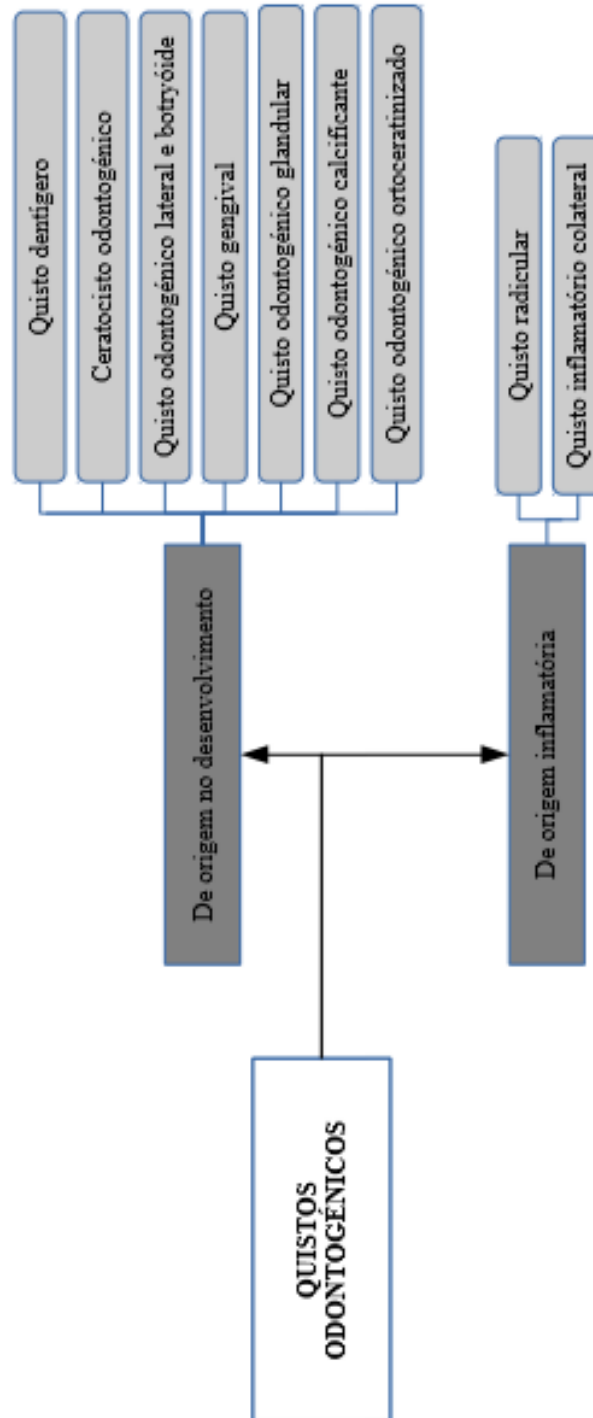 QUISTOS
ODONTOGÉNICOS
De origem no desenvolvimento
Quisto dentígero
Ceratocisto odontogénico
Quisto odontogénico lateral e botryóide
Quisto gengival
Quisto odontogénico glandular
Quisto odontogénico calcificante
Quisto odontogénico ortoceratinizado
De origem inflamatória
Quisto radicular
Quisto inflamatório colateral